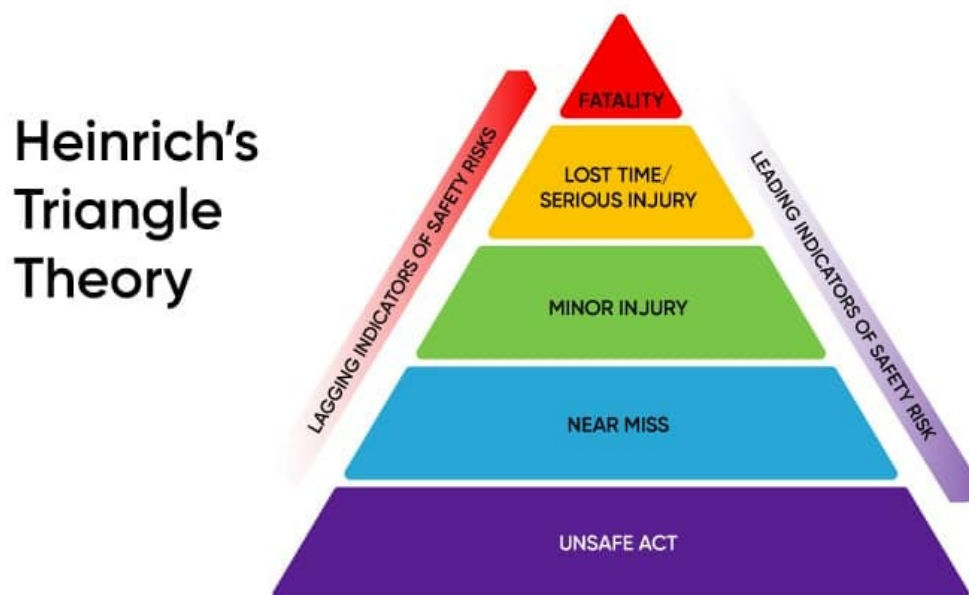 Heinrich's
Triangle
Theory
LAGGING INDICATORS OF SAFETY RISKS
FATALITY
LOST TIME/
SERIOUS INJURY
MINOR INJURY
NEAR MISS
UNSAFE ACT
LEADING INDICATORS OF SAFETY RISK